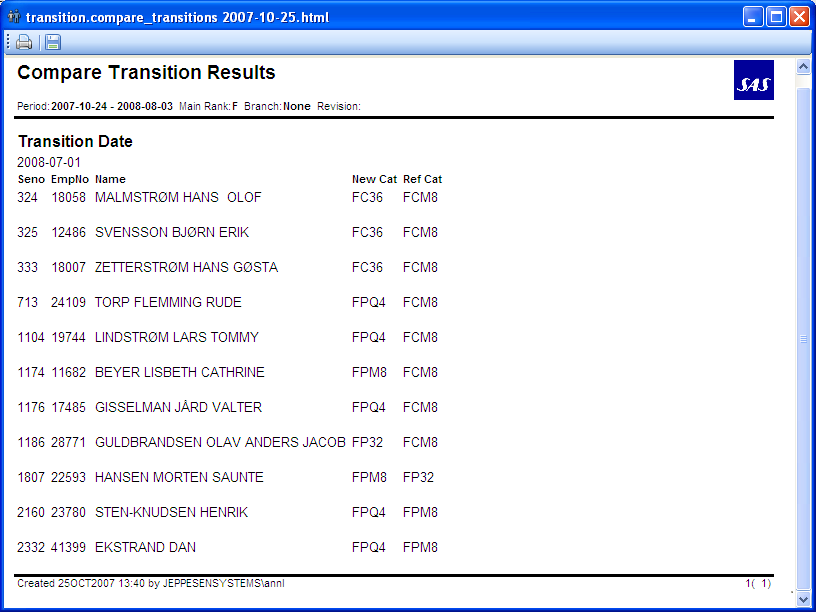 transition.compare_transitions 2007-10-25.html
Compare Transition Results
SAS
Period:2007-10-24 - 2008-08-03 Main Rank:F Branch:None Revision:
Transition Date
2008-07-01
Seno EmpNo Name New Cat Ref Cat
324 18058 MALMSTRØM HANS  OLOF FC36 FCM8
325 12486 SVENSSON BJØRN ERIK FC36 FCM8
333 18007 ZETTERSTRØM HANS GØSTA FC36 FCM8
713 24109 TORP FLEMMING RUDE FPQ4 FCM8
1104 19744 LINDSTRØM LARS TOMMY FPQ4 FCM8
1174 11682 BEYER LISBETH CATHRINE FPM8 FCM8
1176 17485 GISSELMAN JÅRD VALTER FPQ4 FCM8
1186 28771 GULDBRANDSEN OLAV ANDERS JACOB FP32 FCM8
1807 22593 HANSEN MORTEN SAUNTE FPM8 FP32
2160 23780 STEN-KNUDSEN HENRIK FPQ4 FPM8
2332 41399 EKSTRAND DAN FPQ4 FPM8
Created 25OCT2007 13:40 by JEPPESENSYSTEMS\annl 1( 1)